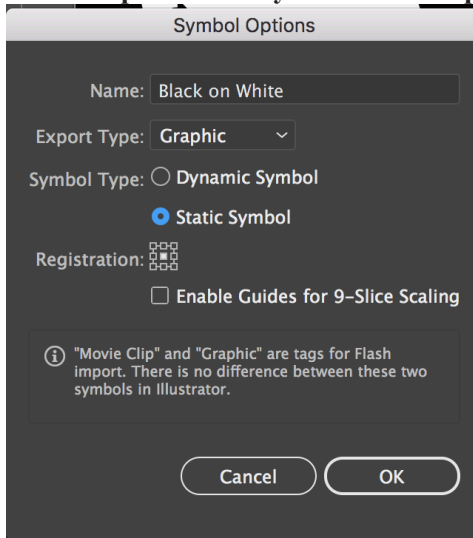 Symbol Options
Name: Black on White
Export Type: Graphic
Symbol Type: Dynamic Symbol
Static Symbol
Registration:
Enable Guides for 9-Slice Scaling
"Movie Clip" and "Graphic" are tags for Flash
import. There is no difference between these two
symbols in Illustrator.
Cancel OK